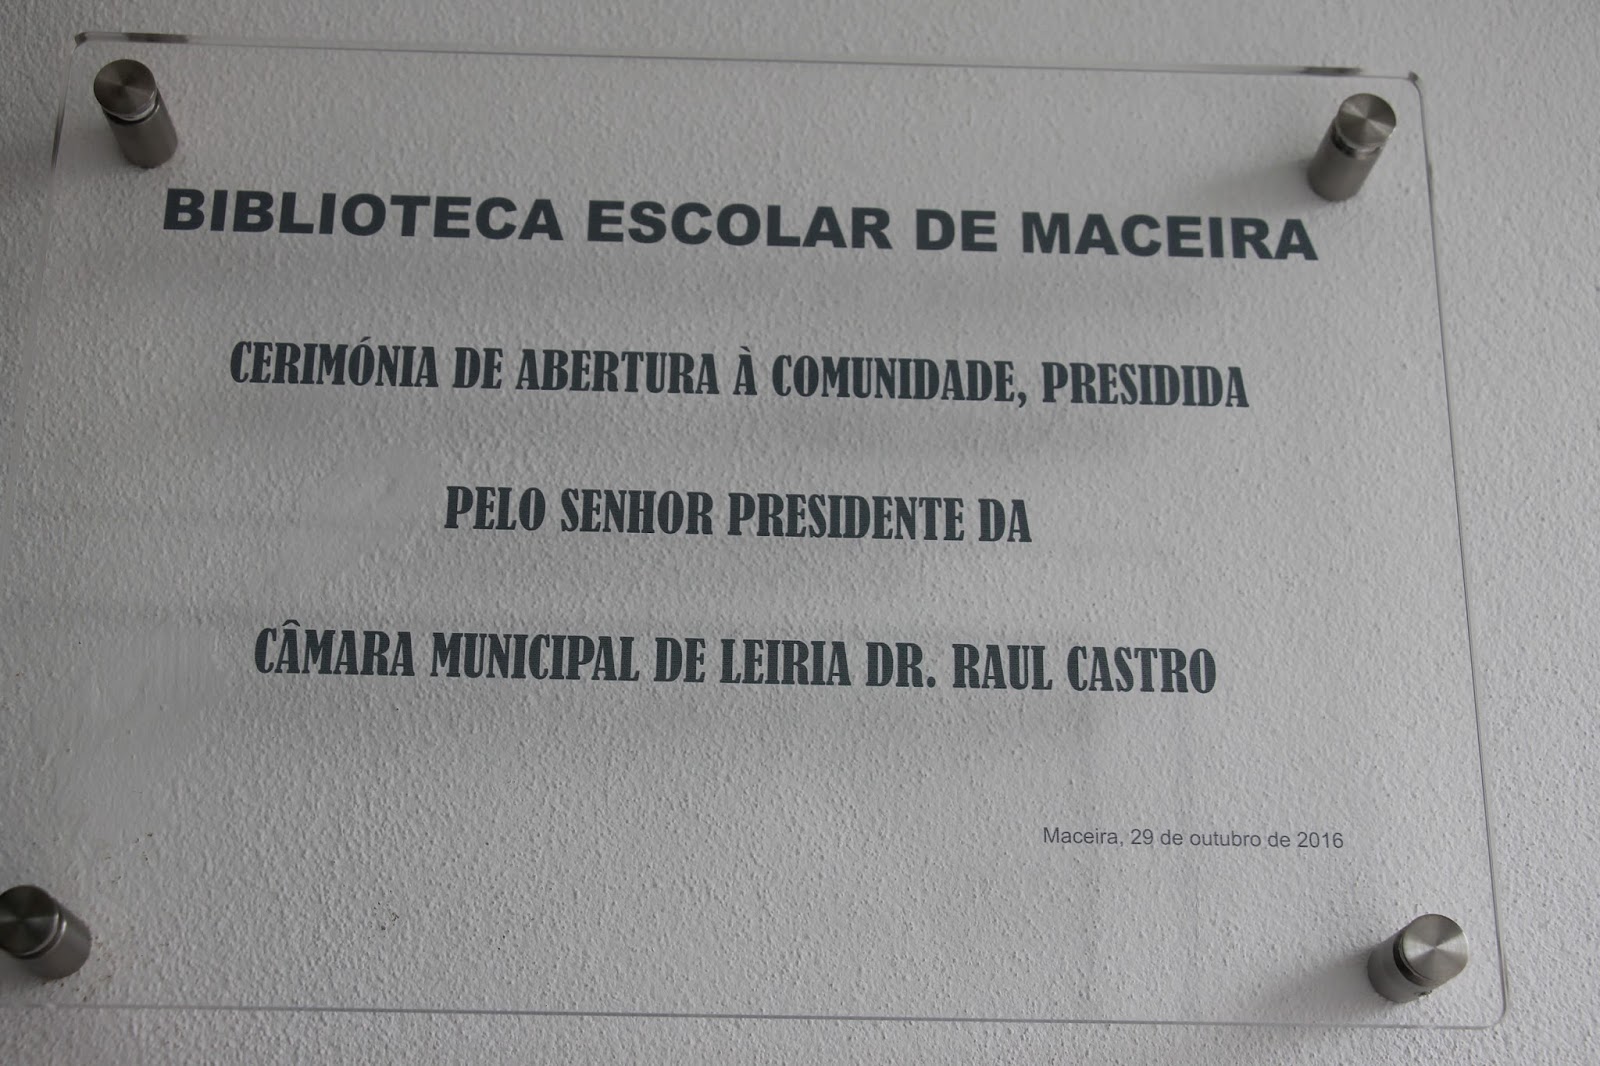 BIBLIOTECA ESCOLAR DE MACEIRA
CERIMÓNIA DE ABERTURA À COMUNIDADE, PRESIDIDA
PELO SENHOR PRESIDENTE DA
CÂMARA MUNICIPAL DE LEIRIA DR. RAUL CASTRO
Maceira, 29 de outubro de 2016